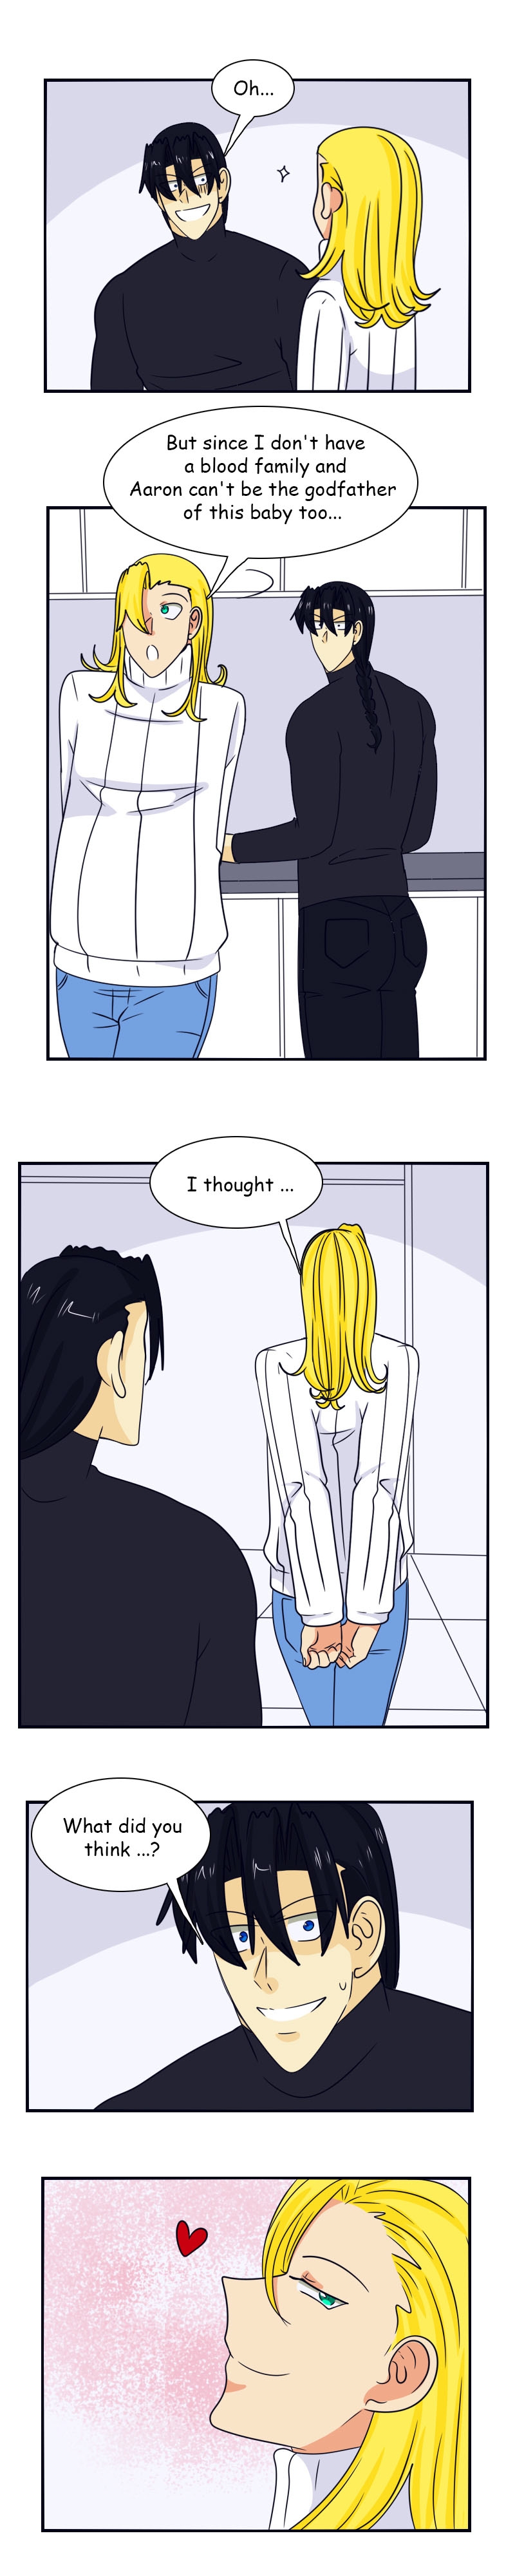 Oh...
But since I don't have
a blood family and
Aaron can't be the godfather
of this baby too...
I thought ...
What did you
think ...?